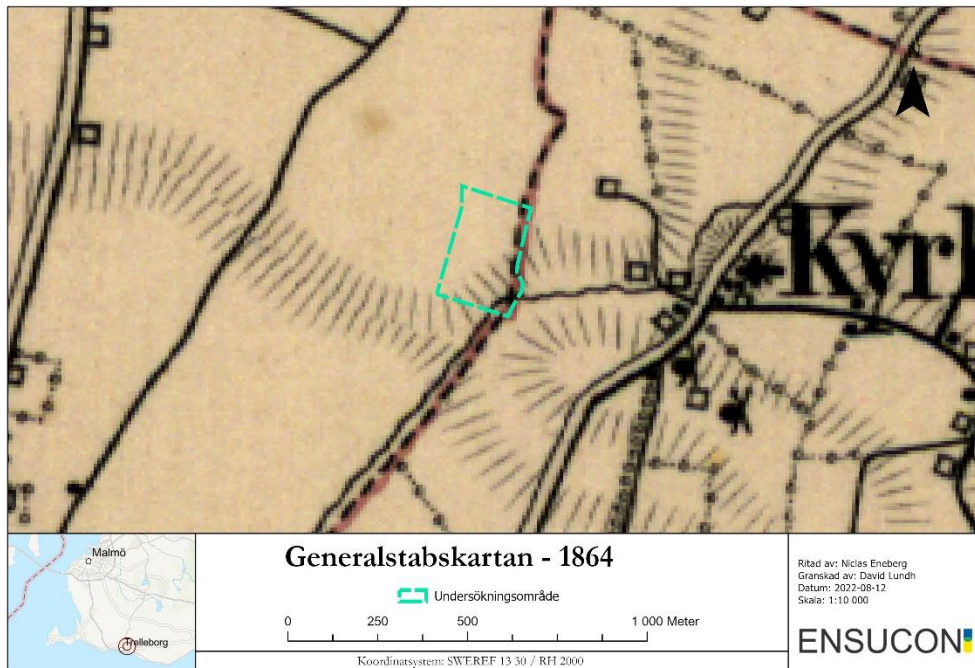 Kyrk
Malmö
Trelleborg
Generalstabskartan - 1864
Undersökningsområde
0 250 500 1 000 Meter
Koordinatsystem: SWEREF 13 30 / RH 2000
Ritad av: Niclas Eneberg
Granskad av: David Lundh
Datum: 2022-08-12
Skala: 1:10 000
ENSUCON